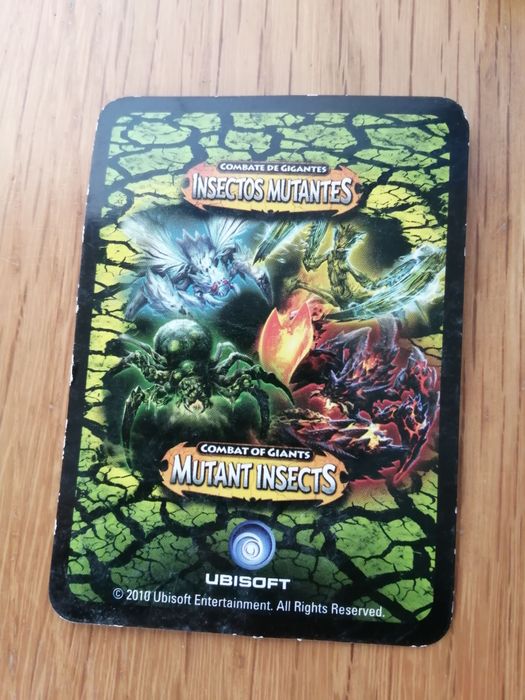 COMBATE DE GIGANTES
INSECTOS MUTANTES
COMBAT OF GIANTS
MUTANT INSECTS
UBISOFT
© 2010 Ubisoft Entertainment. All Rights Reserved.